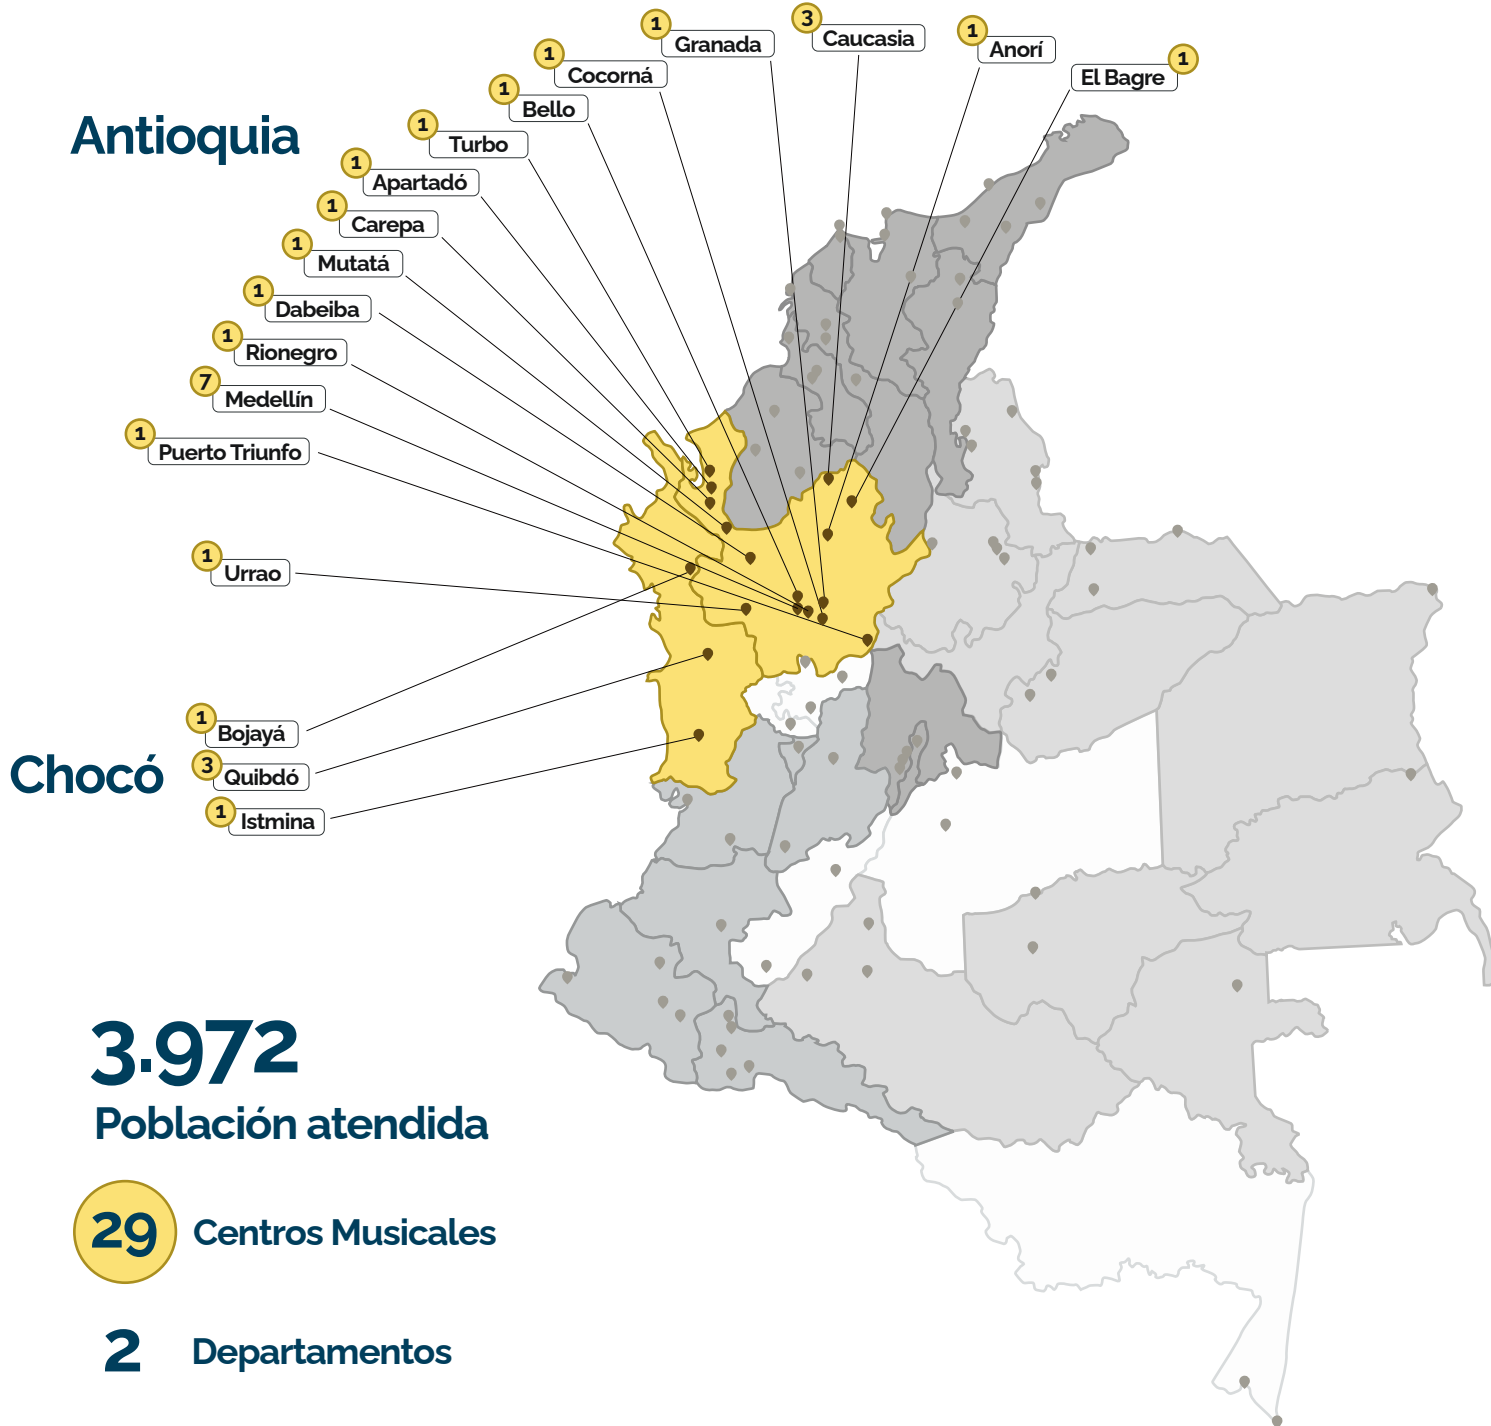 1
Granada
3
Caucasia
1
Anorí
1
El Bagre
1
Cocorná
1
Bello
Antioquia
1
Turbo
1
Apartadó
1
Carepa
1
Mutatá
1
Dabeiba
1
Rionegro
7
Medellín
1
Puerto Triunfo
1
Urrao
1
Bojayá
Chocó
3
Quibdó
1
Istmina
3.972
Población atendida
29
Centros Musicales
2
Departamentos